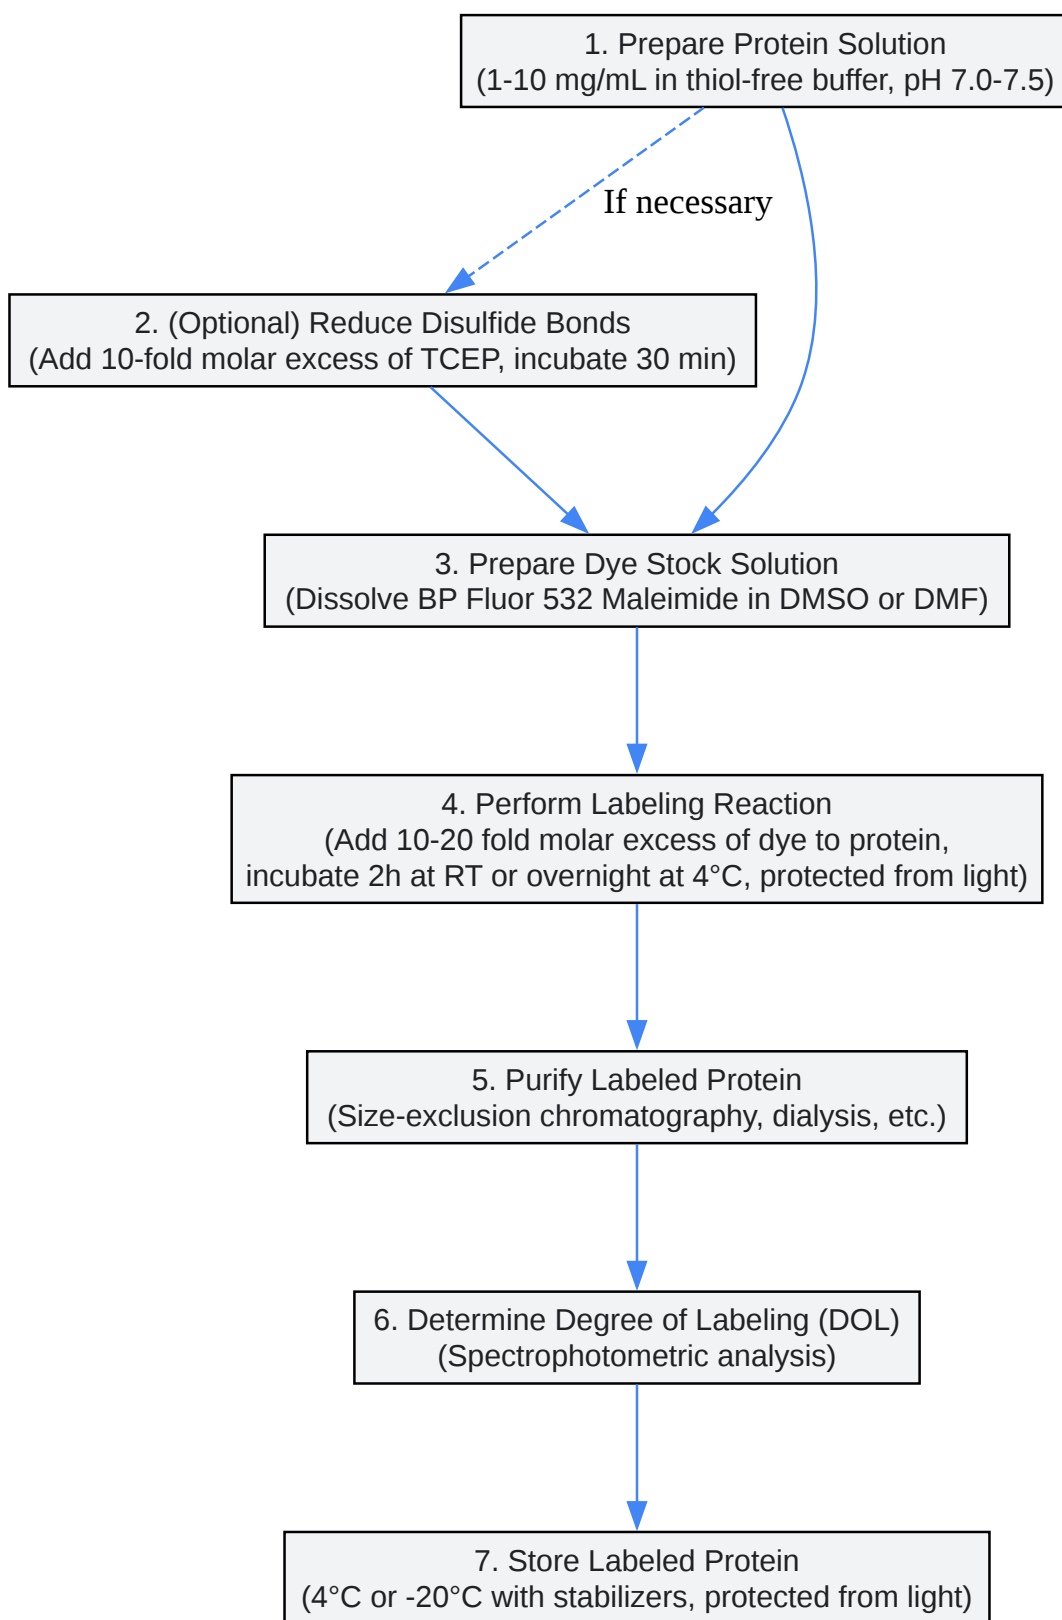 1. Prepare Protein Solution
(1-10 mg/mL in thiol-free buffer, pH 7.0-7.5)
If necessary
2. (Optional) Reduce Disulfide Bonds
(Add 10-fold molar excess of TCEP, incubate 30 min)
3. Prepare Dye Stock Solution
(Dissolve BP Fluor 532 Maleimide in DMSO or DMF)
4. Perform Labeling Reaction
(Add 10-20 fold molar excess of dye to protein,
incubate 2h at RT or overnight at 4°C, protected from light)
5. Purify Labeled Protein
(Size-exclusion chromatography, dialysis, etc.)
6. Determine Degree of Labeling (DOL)
(Spectrophotometric analysis)
7. Store Labeled Protein
(4°C or -20°C with stabilizers, protected from light)